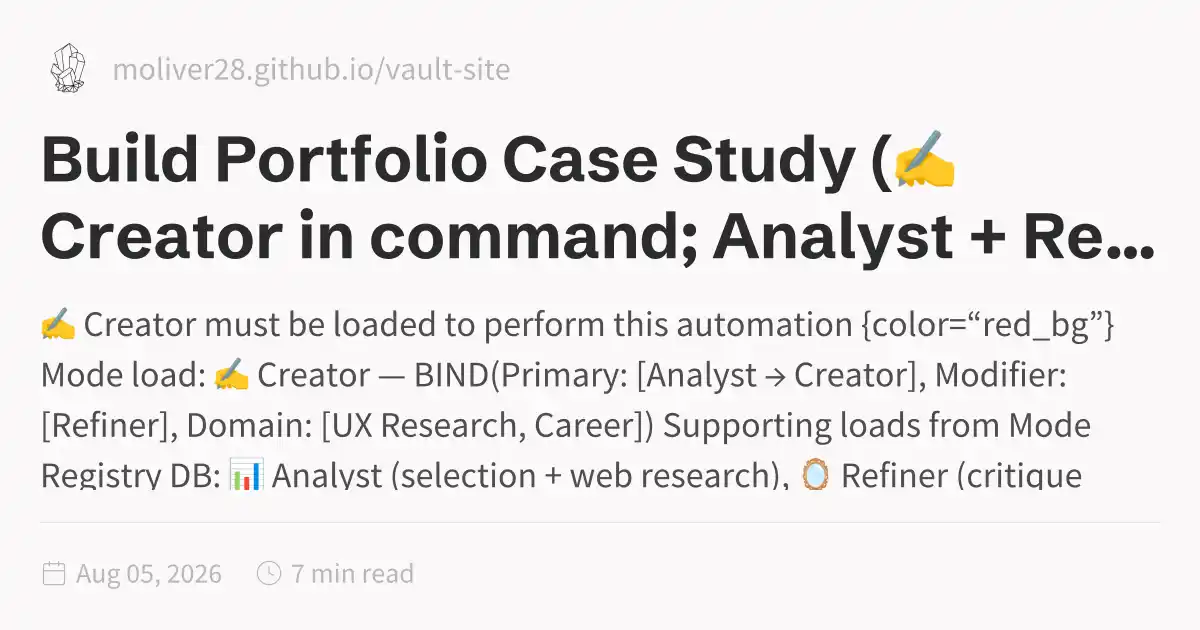 moliver28.github.io/vault-site
Build Portfolio Case Study (✍️
Creator in command; Analyst + Re...
✍️ Creator must be loaded to perform this automation {color=“red_bg”}
Mode load: ✍️ Creator — BIND(Primary: [Analyst → Creator], Modifier:
[Refiner], Domain: [UX Research, Career]) Supporting loads from Mode
Registry DB: 📊 Analyst (selection + web research), 🪞 Refiner (critique
Aug 05, 2026
7 min read